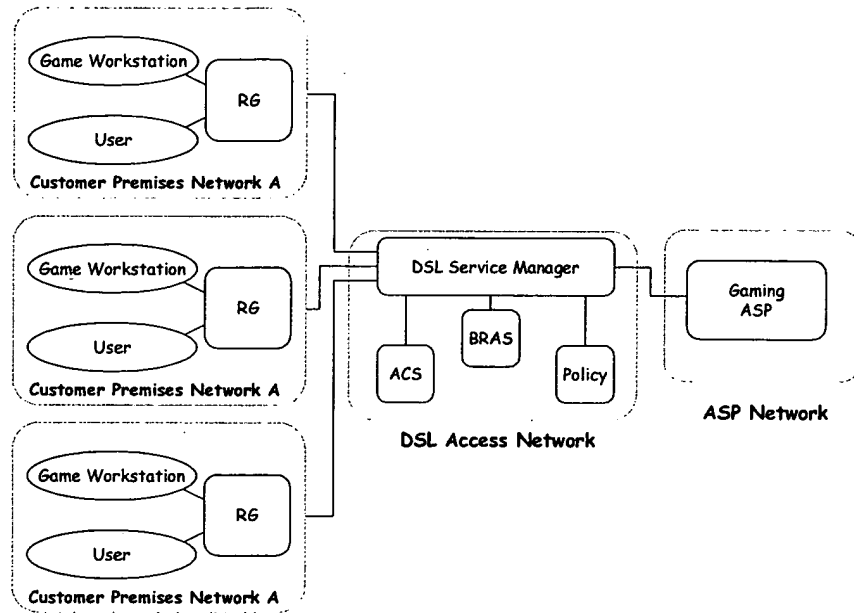 Game Workstation
RG
User
Customer Premises Network A
Game Workstation
RG
User
Customer Premises Network A
Game Workstation
RG
User
Customer Premises Network A
DSL Service Manager
ACS
BRAS
Policy
DSL Access Network
Gaming
ASP
ASP Network